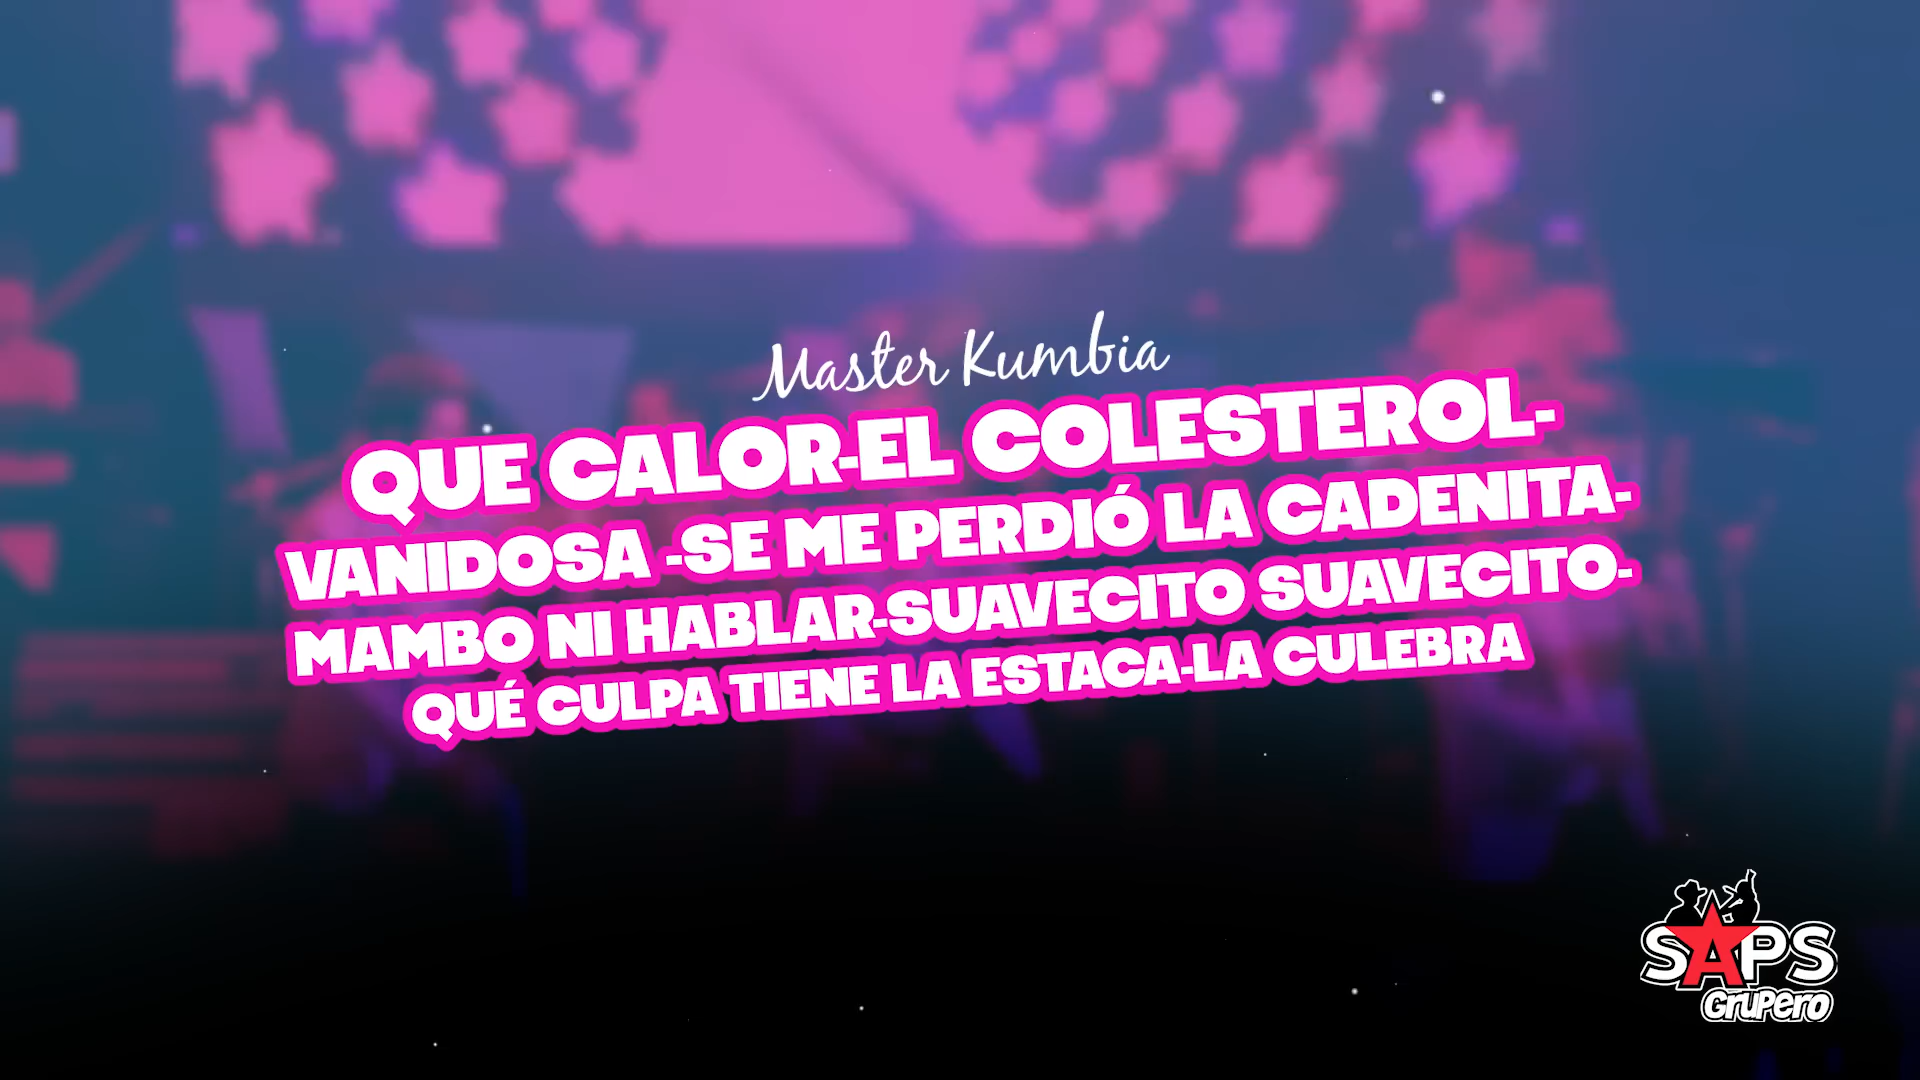 Master Kumbia
QUE CALOR-EL COLESTEROL-
VANIDOSA -SE ME PERDIÓ LA CADENITA-
MAMBO NI HABLAR-SUAVECITO SUAVECITO-
QUÉ CULPA TIENE LA ESTACA-LA CULEBRA
SAPS
GruPero